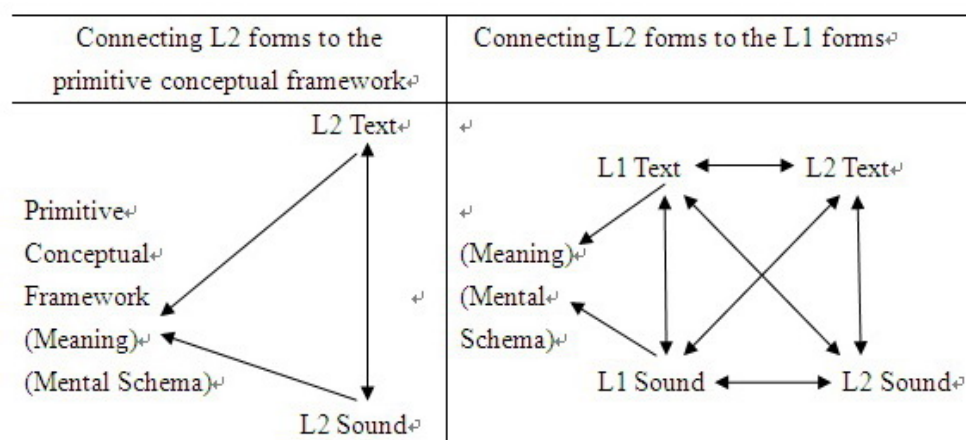 Connecting L2 forms to the
primitive conceptual framework↵
Connecting L2 forms to the L1 forms↵
L2 Text↵
Primitive↵
Conceptual↵
Framework ↵
(Meaning)↵
(Mental Schema)↵
L2 Sound↵
↵
L1 Text L2 Text↵
↵
(Meaning)↵
(Mental↵
Schema)↵
L1 Sound L2 Sound↵